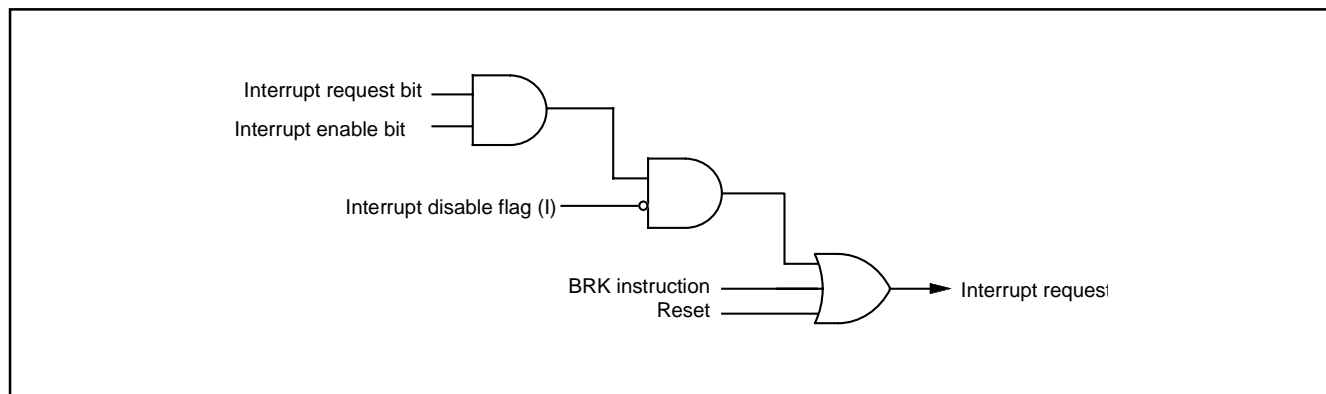 Interrupt request bit
Interrupt enable bit
Interrupt disable flag (I)
BRK instruction
Reset
Interrupt request